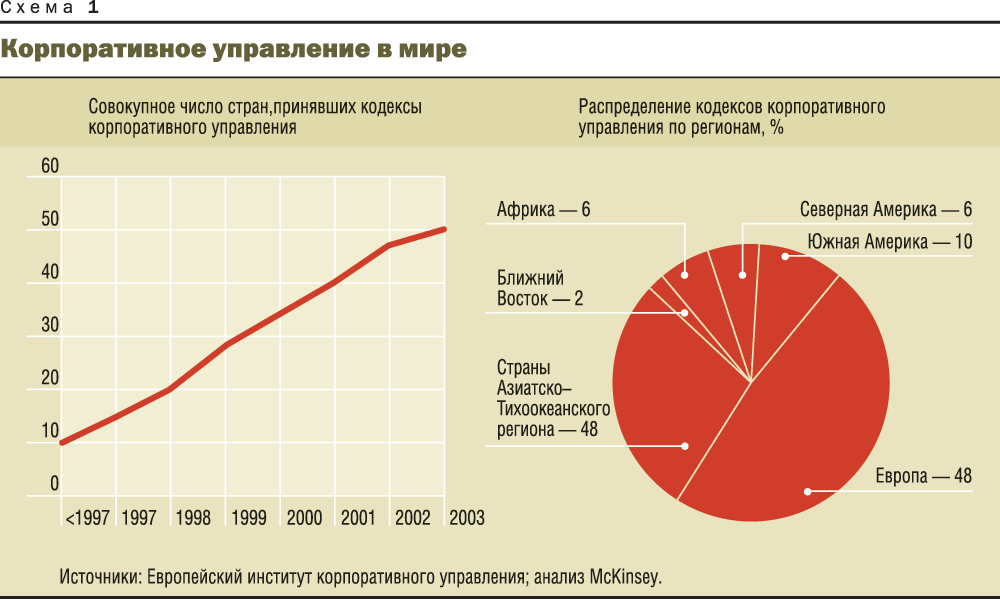 Схема 1
Корпоративное управление в мире
Совокупное число стран,принявших кодексы
корпоративного управления
60
50
40
30
20
10
0
<1997
1997
1998
1999
2000
2001
2002
2003
Распределение кодексов корпоративного
управления по регионам, %
Африка — 6
Северная Америка — 6
Южная Америка — 10
Ближний
Восток — 2
Страны
Азиатско–
Тихоокеанского
региона — 48
Европа — 48
Источники: Европейский институт корпоративного управления; анализ McKinsey.